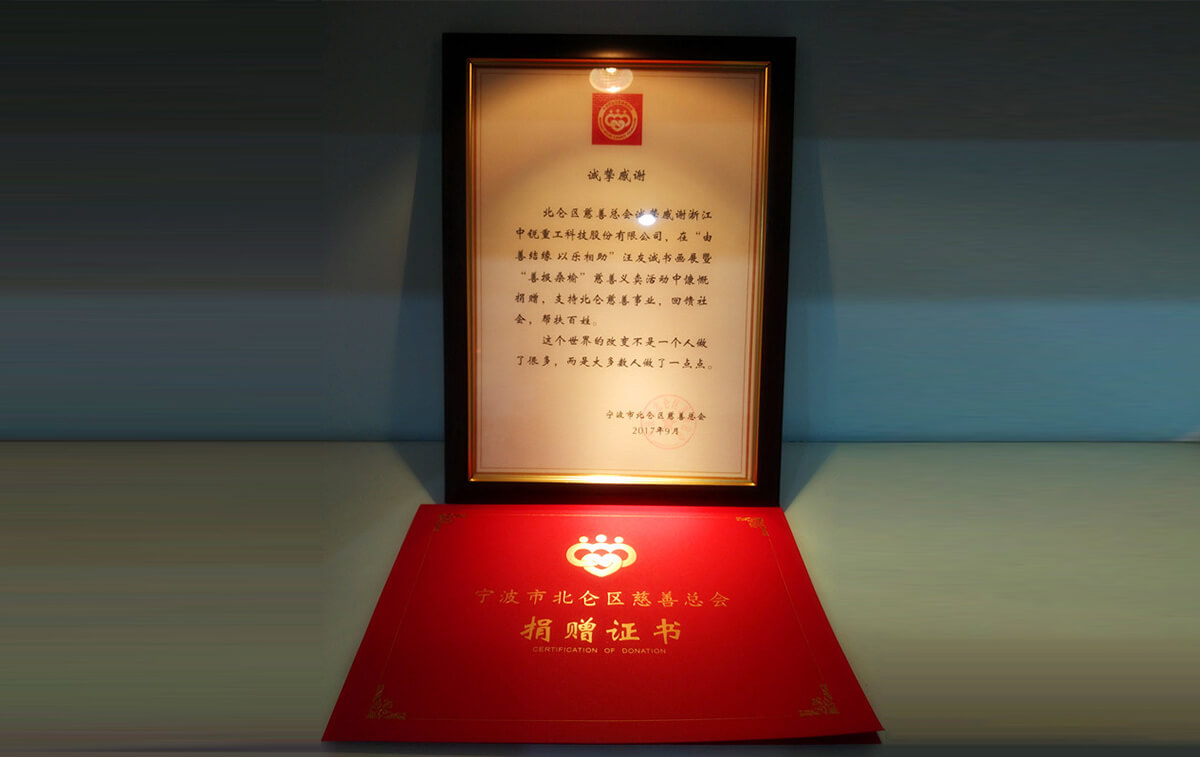 诚挚感谢
北仑区慈善总会诚挚感谢浙江
中锐重工科技股份有限公司，在“由
善结缘 以乐相助”汪友诚书画展暨
“善投桑榆”慈善义卖活动中慷慨
捐赠，支持北仑慈善事业，回馈社
会，帮扶百姓。
这个世界的改变不是一个人做
了很多，而是大多数人做了一点点。
宁波市北仑区慈善总会
2017年9月
宁波市北仑区慈善总会
捐赠证书
CERTIFICATION OF DONATION